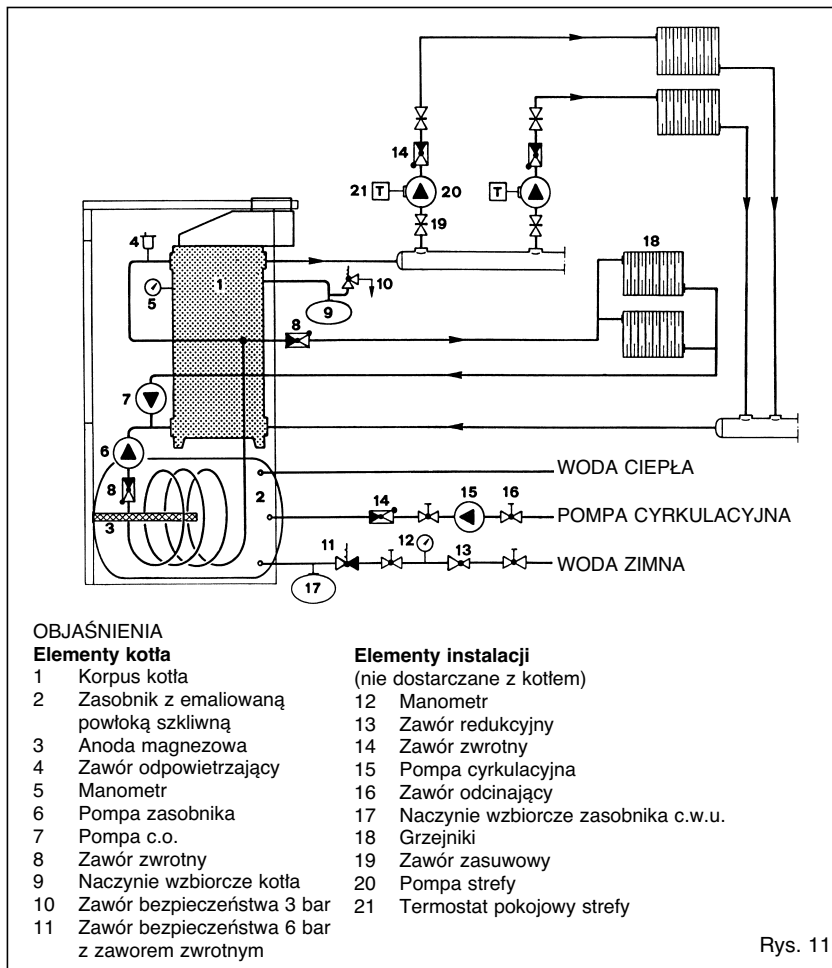 14
21 T
20
T
19
4
1
18
5
10
9
8
7
6
WODA CIEPŁA
8
2
14
15
16
POMPA CYRKULACYJNA
3
11
12
13
WODA ZIMNA
17
OBJAŚNIENIA
Elementy kotła
1 Korpus kotła
2 Zasobnik z emaliowaną
powłoką szkliwną
3 Anoda magnezowa
4 Zawór odpowietrzający
5 Manometr
6 Pompa zasobnika
7 Pompa c.o.
8 Zawór zwrotny
9 Naczynie wzbiorcze kotła
10 Zawór bezpieczeństwa 3 bar
11 Zawór bezpieczeństwa 6 bar
z zaworem zwrotnym
Elementy instalacji
(nie dostarczane z kotłem)
12 Manometr
13 Zawór redukcyjny
14 Zawór zwrotny
15 Pompa cyrkulacyjna
16 Zawór odcinający
17 Naczynie wzbiorcze zasobnika c.w.u.
18 Grzejniki
19 Zawór zasuwowy
20 Pompa strefy
21 Termostat pokojowy strefy
Rys. 11